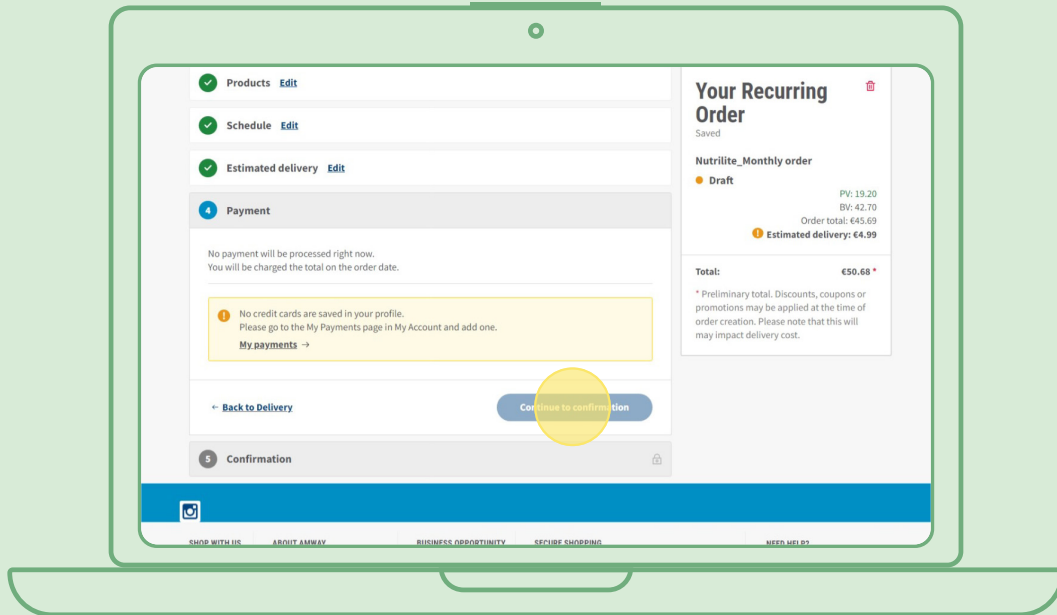 Products Edit
Schedule Edit
Estimated delivery Edit
4 Payment
No payment will be processed right now.
You will be charged the total on the order date.
No credit cards are saved in your profile.
Please go to the My Payments page in My Account and add one.
My payments →
← Back to Delivery
Continue to confirmation
5 Confirmation
Your Recurring
Order
Saved
Nutrilite_Monthly order
Draft
PV: 19.20
BV: 42.70
Order total: €45.69
Estimated delivery: €4.99
Total: €50.68 *
* Preliminary total. Discounts, coupons or
promotions may be applied at the time of
order creation. Please note that this will
may impact delivery cost.
SHOP WITH US ABOUT AMWAY BUSINESS OPPORTUNITY SECURE SHOPPING NEED HELP?